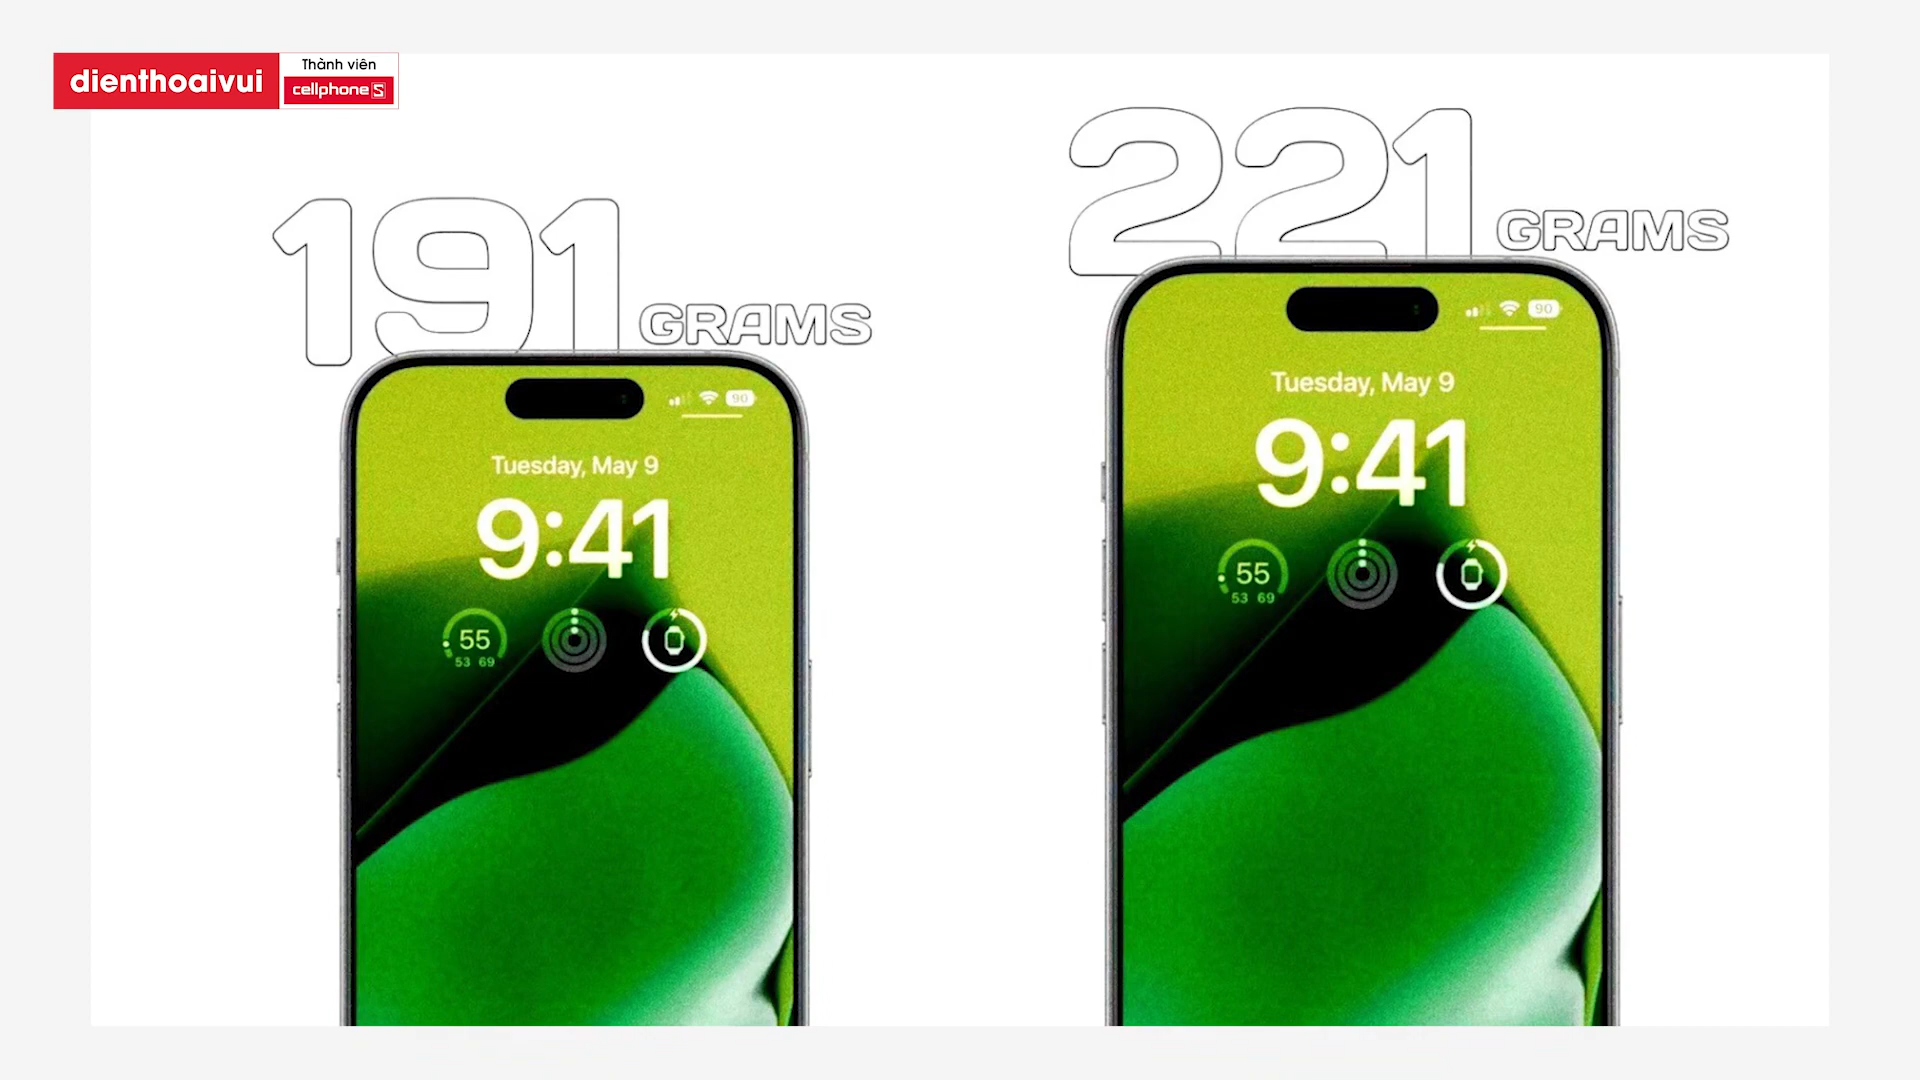 dienthoaivui
Thành viên
cellphoneS
191 GRAMS
90
Tuesday, May 9
9:41
55
53 69
221 GRAMS
90
Tuesday, May 9
9:41
55
53 69